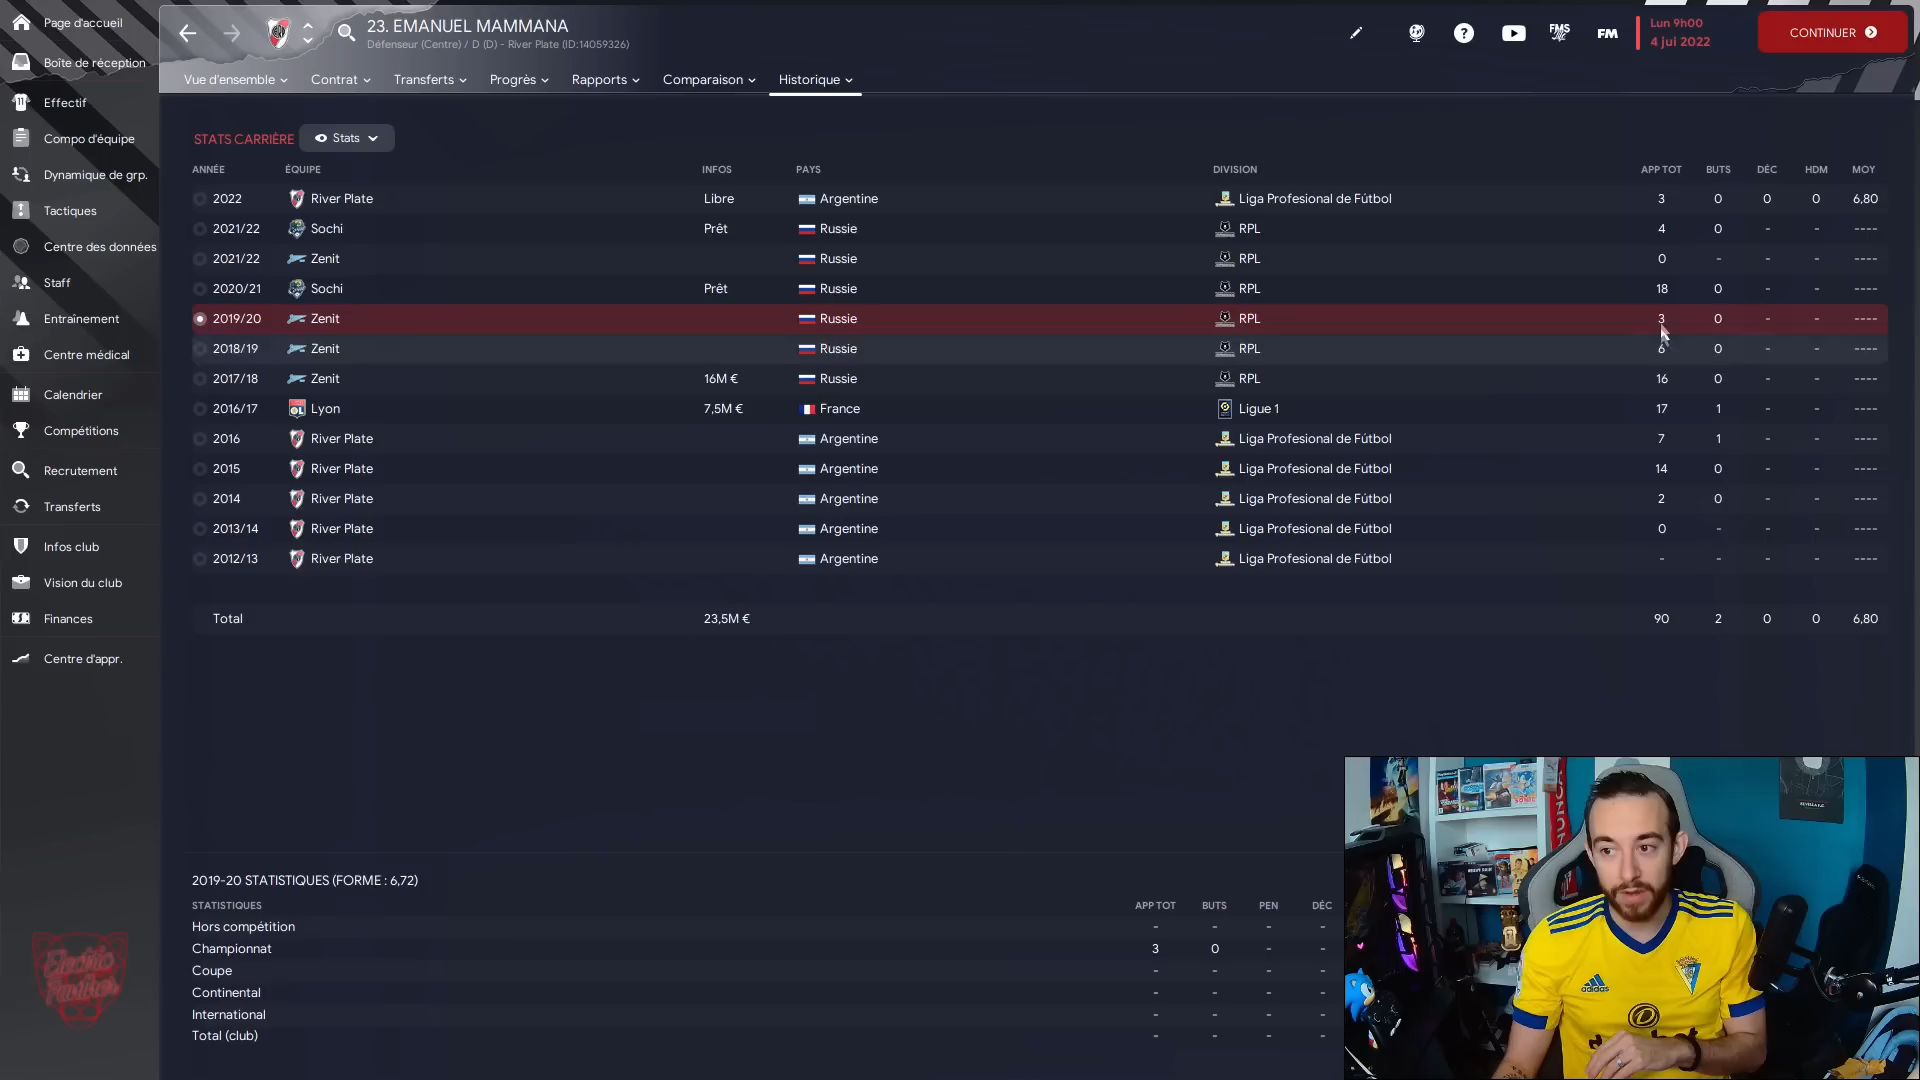 Page d'accueil
Boîte de réception
Effectif
Compo d'équipe
Dynamique de grp.
Tactiques
Centre des données
Staff
Entraînement
Centre médical
Calendrier
Compétitions
Recrutement
Transferts
Infos club
Vision du club
Finances
Centre d'appr.
Electric Panther
23. EMANUEL MAMMANA
Défenseur (Centre) / D (D) - River Plate (ID:14059326)
FMS
FM
Lun 9h00
4 jui 2022
CONTINUER
Vue d'ensemble Contrat Transferts Progrès Rapports Comparaison Historique
STATS CARRIÈRE Stats
ANNÉE ÉQUIPE INFOS PAYS DIVISION APP TOT BUTS DÉC HDM MOY
2022 River Plate Libre Argentine Liga Profesional de Fútbol 3 0 0 0 6,80
2021/22 Sochi Prêt Russie RPL 4 0 - - ----
2021/22 Zenit Russie RPL 0 - - - ----
2020/21 Sochi Prêt Russie RPL 18 0 - - ----
2019/20 Zenit Russie RPL 3 0 - - ----
2018/19 Zenit Russie RPL 6 0 - - ----
2017/18 Zenit 16M € Russie RPL 16 0 - - ----
2016/17 Lyon 7,5M € France Ligue 1 17 1 - - ----
2016 River Plate Argentine Liga Profesional de Fútbol 7 1 - - ----
2015 River Plate Argentine Liga Profesional de Fútbol 14 0 - - ----
2014 River Plate Argentine Liga Profesional de Fútbol 2 0 - - ----
2013/14 River Plate Argentine Liga Profesional de Fútbol 0 - - - ----
2012/13 River Plate Argentine Liga Profesional de Fútbol - - - - ----
Total 23,5M € 90 2 0 0 6,80
2019-20 STATISTIQUES (FORME : 6,72)
STATISTIQUES APP TOT BUTS PEN DÉC
Hors compétition - - - -
Championnat 3 0 - -
Coupe - - - -
Continental - - - -
International - - - -
Total (club) - - - -
SEVILLA F.C.
adidas